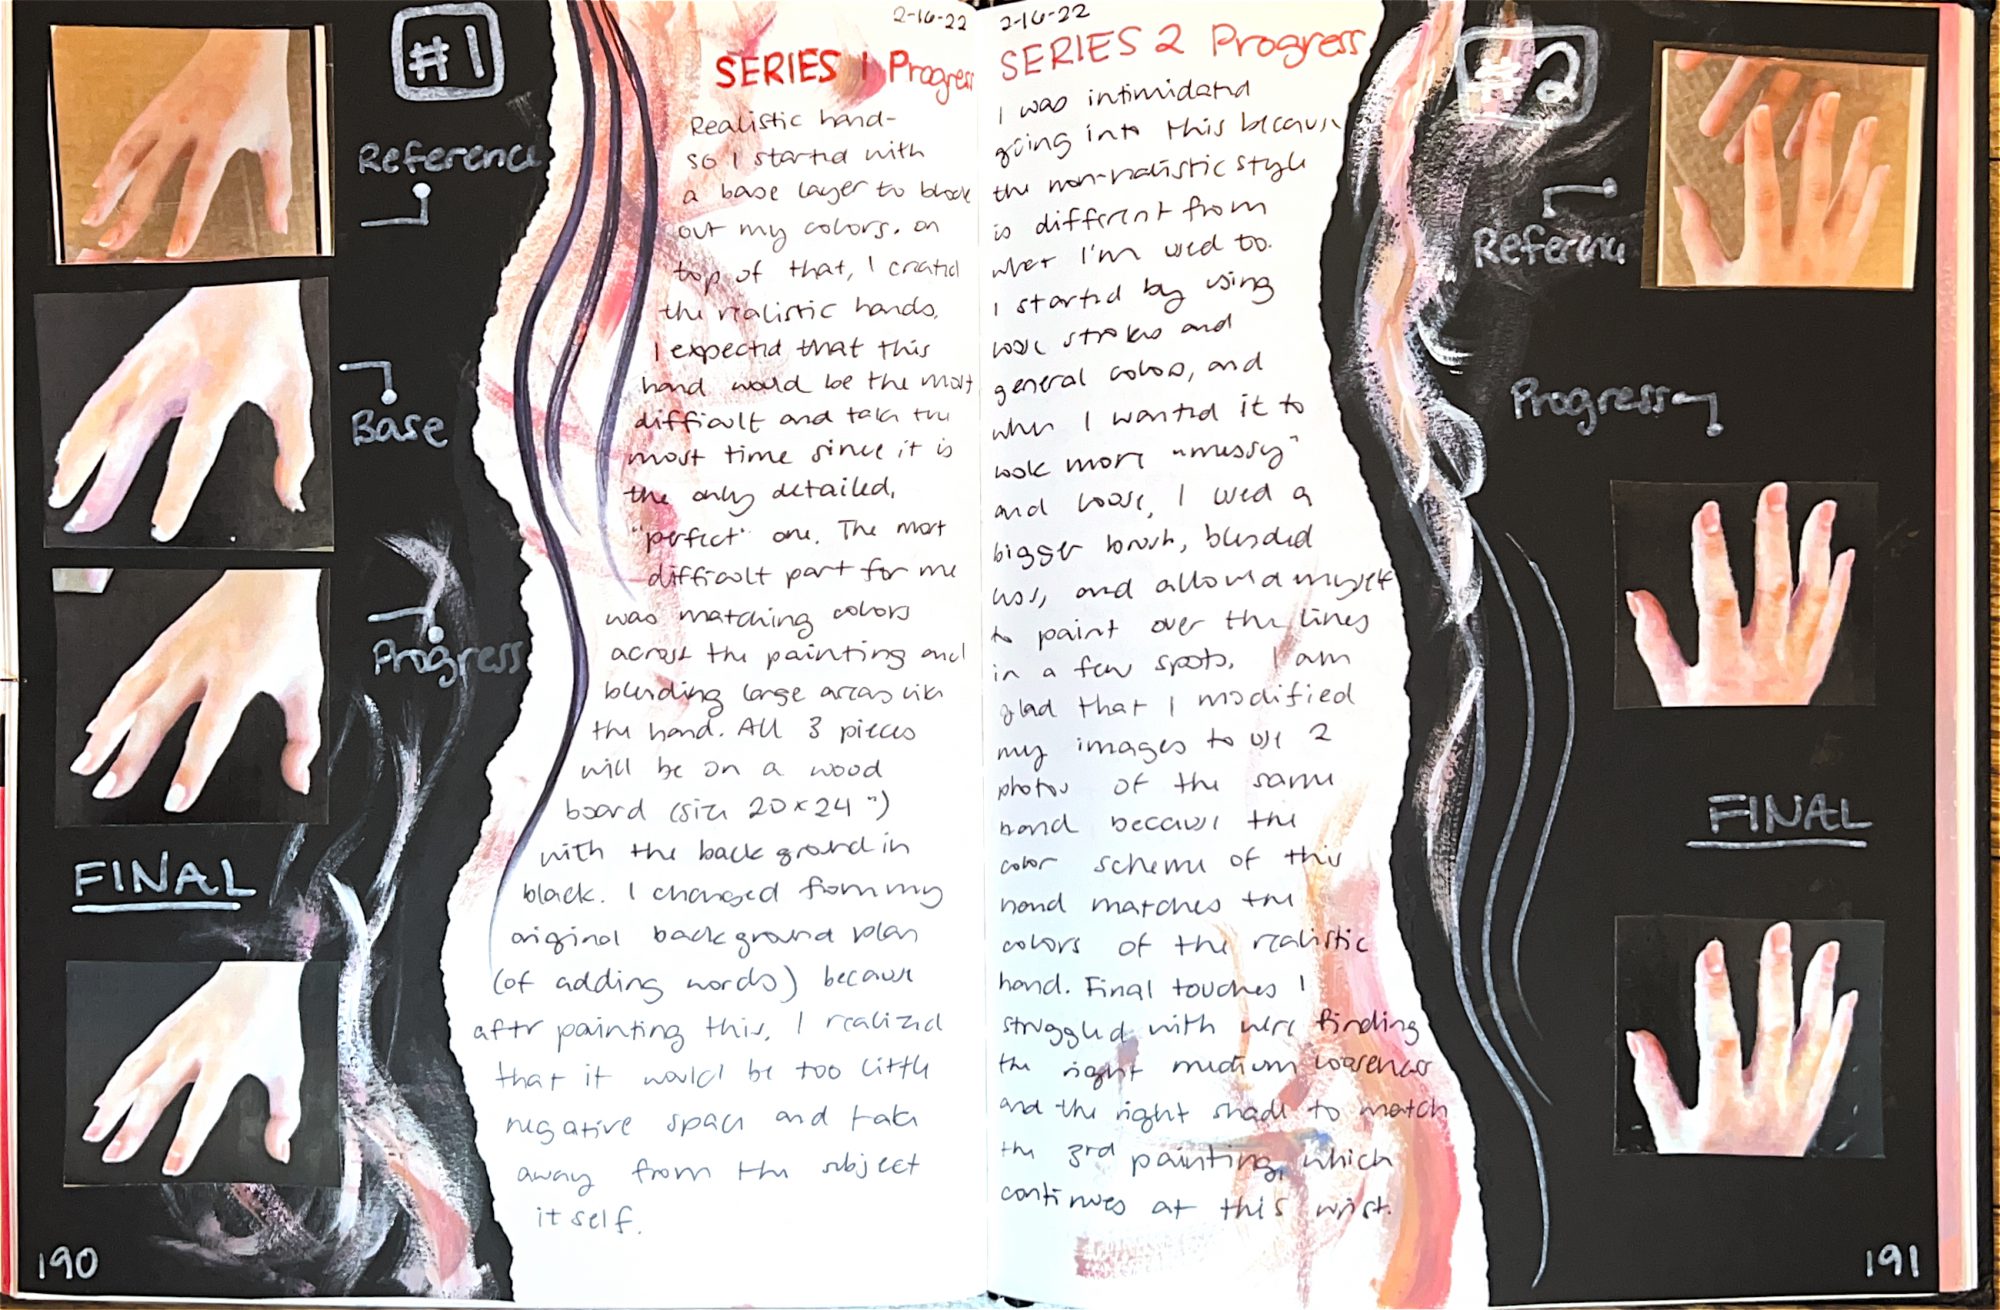 #1
Reference
Base
Progress
FINAL
190
2-16-22
SERIES 1 Progress
Realistic hand-
so I started with
a base layer to block
out my colors. on
top of that, I created
the realistic hands.
I expected that this
hand would be the most
difficult and take the
most time since it is
the only detailed,
"perfect" one. The most
difficult part for me
was matching colors
across the painting and
blending large areas like
the hand. All 3 pieces
will be on a wood
board (size 20x24")
with the background in
black. I changed from my
original background plan
(of adding words) because
after painting this, I realized
that it would be too little
negative space and take
away from the subject
itself.
2-16-22
SERIES 2 Progress
I was intimidated
going into this because
the non-realistic style
is different from
what I'm used to.
I started by using
loose strokes and
general colors, and
when I wanted it to
look more "messy"
and loose, I used a
bigger brush, blended
less, and allowed myself
to paint over the lines
in a few spots. I am
glad that I modified
my images to use 2
photos of the same
hand because the
color scheme of this
hand matches the
colors of the realistic
hand. Final touches I
struggled with were finding
the right medium looseness
and the right shade to match
the 3rd painting, which
continues at this wrist.
#2
Reference
Progress
FINAL
191